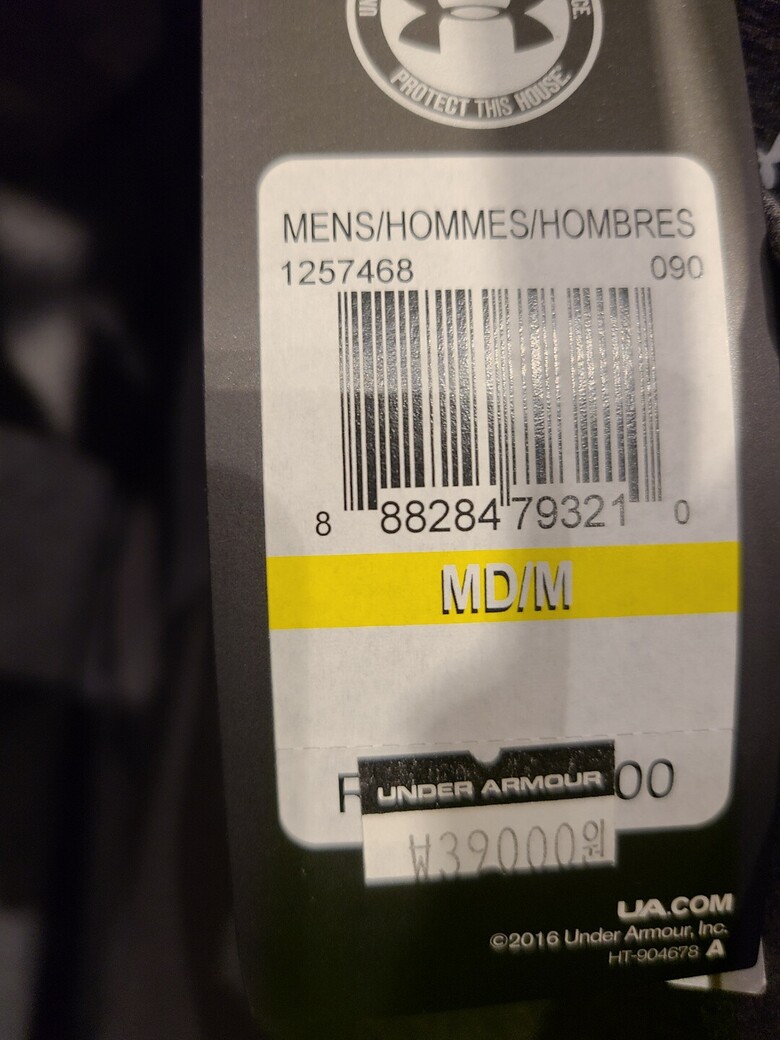 PROTECT THIS HOUSE
MENS/HOMMES/HOMBRES
1257468 090
8 88284 79321 0
MD/M
00
UNDER ARMOUR
₩39000원
UA.COM
©2016 Under Armour, Inc.
HT-904678 A